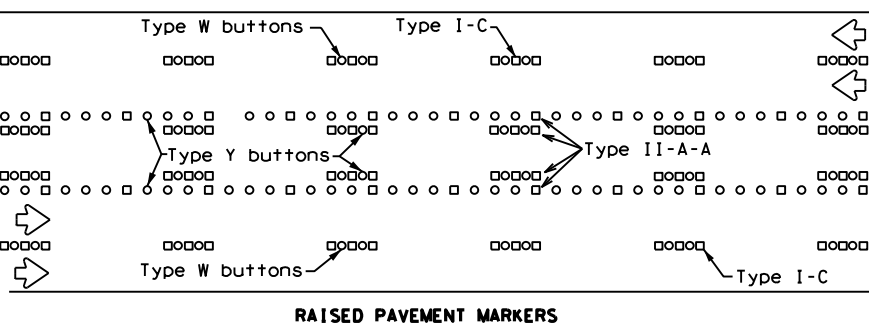 Type W buttons
Type I-C
Type Y buttons
Type II-A-A
Type W buttons
Type I-C
RAISED PAVEMENT MARKERS